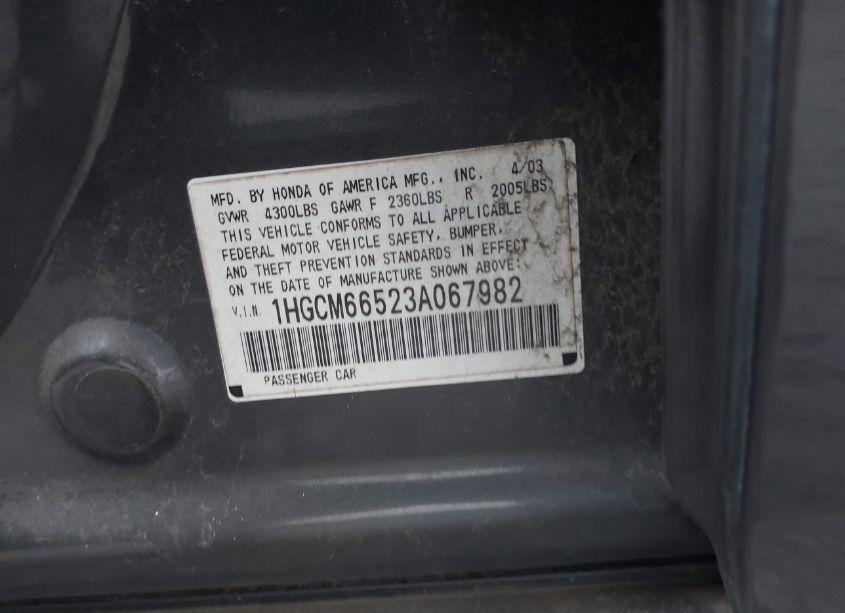 MFD. BY HONDA OF AMERICA MFG., INC. 4/03
GVWR 4300LBS GAWR F 2360LBS R 2005LBS
THIS VEHICLE CONFORMS TO ALL APPLICABLE
FEDERAL MOTOR VEHICLE SAFETY, BUMPER,
AND THEFT PREVENTION STANDARDS IN EFFECT
ON THE DATE OF MANUFACTURE SHOWN ABOVE:
V.I.N. 1HGCM66523A067982
PASSENGER CAR